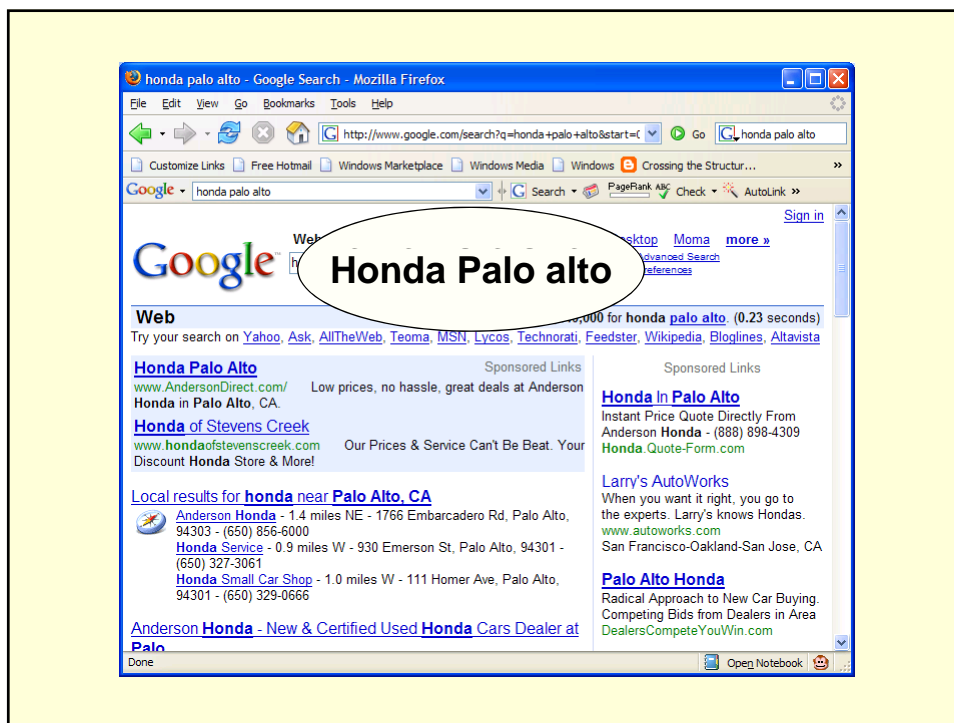 honda palo alto - Google Search - Mozilla Firefox
File Edit View Go Bookmarks Tools Help
G http://www.google.com/search?q=honda+palo+alto&start=( Go G honda palo alto
Customize Links Free Hotmail Windows Marketplace Windows Media Windows Crossing the Structur... »
Google honda palo alto G Search PageRank ABC Check AutoLink »
Sign in
Moma more »
Google™
Honda Palo alto
Web for honda palo alto. (0.23 seconds)
Try your search on Yahoo, Ask, AllTheWeb, Teoma, MSN, Lycos, Technorati, Feedster, Wikipedia, Bloglines, Altavista
Honda Palo Alto Sponsored Links
www.AndersonDirect.com/ Low prices, no hassle, great deals at Anderson
Honda in Palo Alto, CA.
Honda of Stevens Creek
www.hondaofstevenscreek.com Our Prices & Service Can't Be Beat. Your
Discount Honda Store & More!
Local results for honda near Palo Alto, CA
Anderson Honda - 1.4 miles NE - 1766 Embarcadero Rd, Palo Alto,
94303 - (650) 856-6000
Honda Service - 0.9 miles W - 930 Emerson St, Palo Alto, 94301 -
(650) 327-3061
Honda Small Car Shop - 1.0 miles W - 111 Homer Ave, Palo Alto,
94301 - (650) 329-0666
Anderson Honda - New & Certified Used Honda Cars Dealer at
Palo
Sponsored Links
Honda In Palo Alto
Instant Price Quote Directly From
Anderson Honda - (888) 898-4309
Honda.Quote-Form.com
Larry's AutoWorks
When you want it right, you go to
the experts. Larry's knows Hondas.
www.autoworks.com
San Francisco-Oakland-San Jose, CA
Palo Alto Honda
Radical Approach to New Car Buying.
Competing Bids from Dealers in Area
DealersCompeteYouWin.com
Done Open Notebook